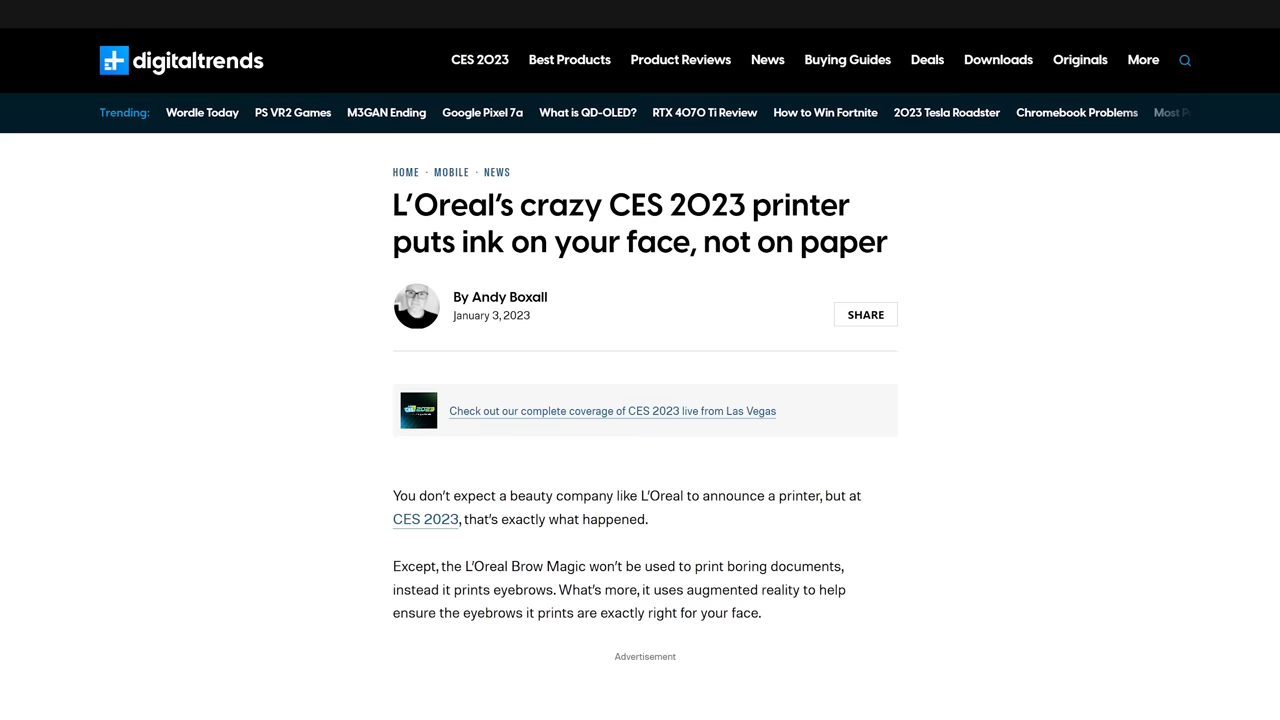 digitaltrends
CES 2023 Best Products Product Reviews News Buying Guides Deals Downloads Originals More
Trending: Wordle Today PS VR2 Games M3GAN Ending Google Pixel 7a What is QD-OLED? RTX 4070 Ti Review How to Win Fortnite 2023 Tesla Roadster Chromebook Problems Most
HOME · MOBILE · NEWS
L’Oreal’s crazy CES 2023 printer
puts ink on your face, not on paper
By Andy Boxall
January 3, 2023
SHARE
Check out our complete coverage of CES 2023 live from Las Vegas
You don’t expect a beauty company like L’Oreal to announce a printer, but at
CES 2023, that’s exactly what happened.
Except, the L’Oreal Brow Magic won’t be used to print boring documents,
instead it prints eyebrows. What’s more, it uses augmented reality to help
ensure the eyebrows it prints are exactly right for your face.
Advertisement